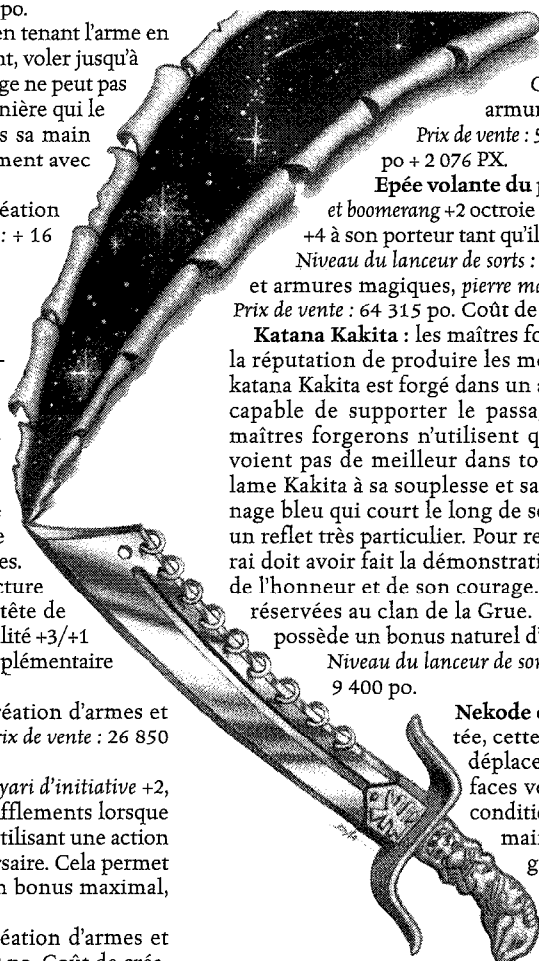 po.
en tenant l'arme en
nt, voler jusqu'à
ge ne peut pas
nière qui le
s sa main
ment avec
éation
: + 16
-
e
es.
cture
tête de
lité +3/+1
plémentaire
réation d'armes et
rix de vente : 26 850
yari d'initiative +2,
fflements lorsque
tilisant une action
rsaire. Cela permet
n bonus maximal,
éation d'armes et
po. Coût de créa-
armu
Prix de vente : 5
po + 2 076 PX.
Epée volante du p
et boomerang +2 octroie
+4 à son porteur tant qu'il
Niveau du lanceur de sorts :
et armures magiques, pierre ma
Prix de vente : 64 315 po. Coût de
Katana Kakita : les maîtres fo
la réputation de produire les me
katana Kakita est forgé dans un a
capable de supporter le passa
maîtres forgerons n'utilisent q
voient pas de meilleur dans to
lame Kakita à sa souplesse et sa
nage bleu qui court le long de s
un reflet très particulier. Pour re
rai doit avoir fait la démonstrati
de l'honneur et de son courage.
réservées au clan de la Grue.
possède un bonus naturel d'
Niveau du lanceur de sor
9 400 po.
Nekode
tée, cette
déplace
faces ve
conditio
main
g